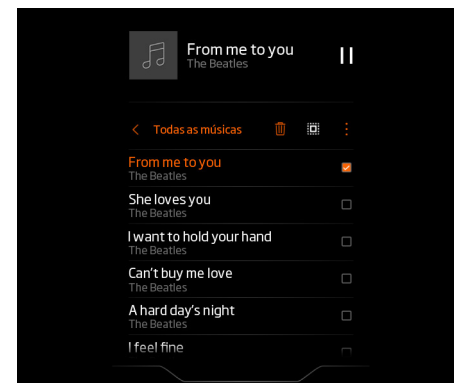 From me to you
The Beatles
Todas as músicas
From me to you
The Beatles
She loves you
The Beatles
I want to hold your hand
The Beatles
Can't buy me love
The Beatles
A hard day's night
The Beatles
I feel fine